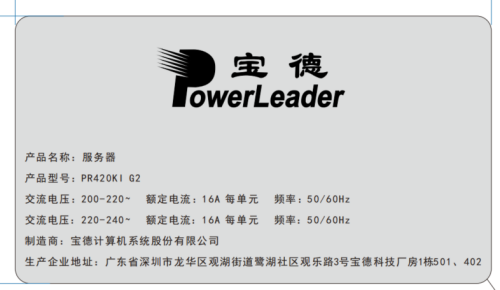 宝德
PowerLeader
产品名称：服务器
产品型号：PR420KI G2
交流电压：200-220~ 额定电流：16A 每单元 频率：50/60Hz
交流电压：220-240~ 额定电流：16A 每单元 频率：50/60Hz
制造商：宝德计算机系统股份有限公司
生产企业地址：广东省深圳市龙华区观湖街道鹭湖社区观乐路3号宝德科技厂房1栋501、402